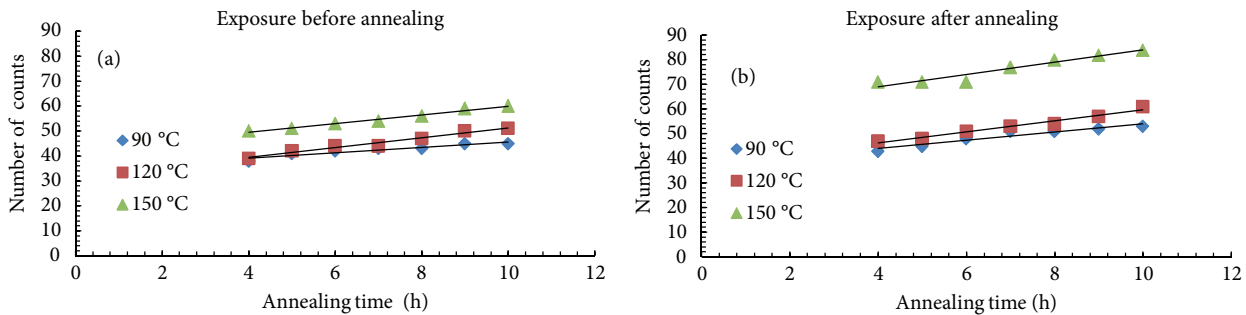 Exposure before annealing
(a)
Number of counts
90
80
70
60
50
40
30
20
10
0
90 °C
120 °C
150 °C
0 2 4 6 8 10 12
Annealing time (h)
Exposure after annealing
(b)
Number of counts
90
80
70
60
50
40
30
20
10
0
90 °C
120 °C
150 °C
0 2 4 6 8 10 12
Annealing time (h)